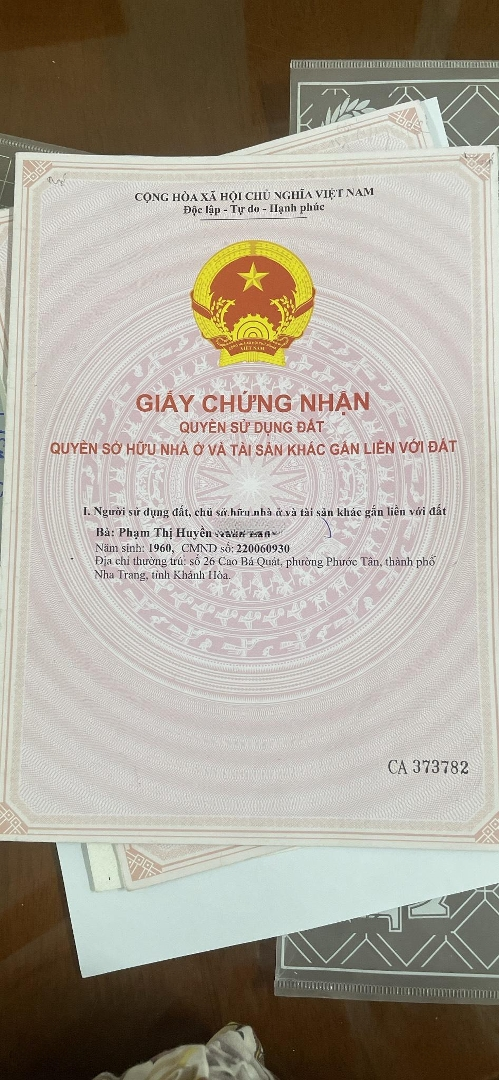 CỘNG HÒA XÃ HỘI CHỦ NGHĨA VIỆT NAM
Độc lập - Tự do - Hạnh phúc
VIỆT NAM
GIẤY CHỨNG NHẬN
QUYỀN SỬ DỤNG ĐẤT
QUYỀN SỞ HỮU NHÀ Ở VÀ TÀI SẢN KHÁC GẮN LIỀN VỚI ĐẤT
I. Người sử dụng đất, chủ sở hữu nhà ở và tài sản khác gắn liền với đất
Bà: Phạm Thị Huyền
Năm sinh: 1960, CMND số: 220060930
Địa chỉ thường trú: số 26 Cao Bá Quát, phường Phước Tân, thành phố
Nha Trang, tỉnh Khánh Hòa.
CA 373782